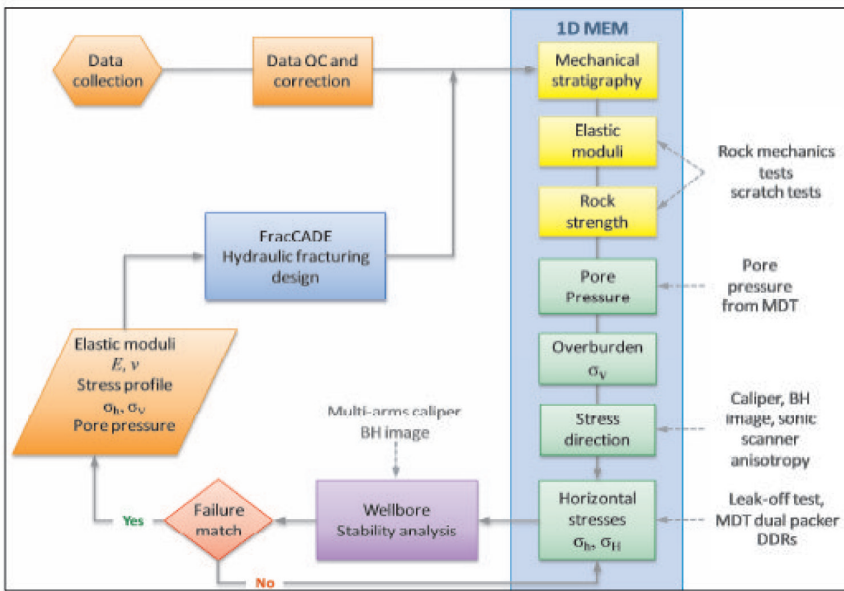 1D MEM
Data
collection
Data QC and
correction
Mechanical
stratigraphy
Elastic
moduli
Rock mechanics
tests
scratch tests
Rock
strength
FracCADE
Hydraulic fracturing
design
Pore
Pressure
Pore
pressure
from MDT
Elastic moduli
E, ν
Stress profile
σh, σv
Pore pressure
Overburden
σV
Multi-arms caliper
BH image
Stress
direction
Caliper, BH
image, sonic
scanner
anisotropy
Yes
Failure
match
Wellbore
Stability analysis
Horizontal
stresses
σh, σH
Leak-off test,
MDT dual packer
DDRs
No